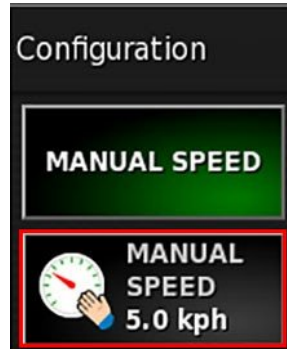 Configuration
MANUAL SPEED
MANUAL
SPEED
5.0 kph